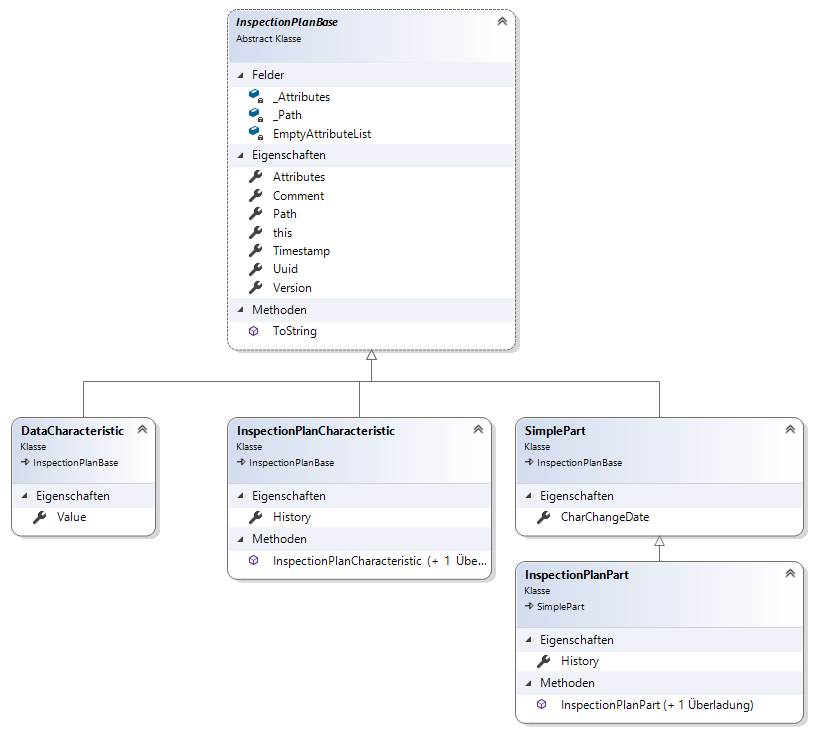 InspectionPlanBase
Abstract Klasse
Felder
_Attributes
_Path
EmptyAttributeList
Eigenschaften
Attributes
Comment
Path
this
Timestamp
Uuid
Version
Methoden
ToString
DataCharacteristic
Klasse
InspectionPlanBase
Eigenschaften
Value
InspectionPlanCharacteristic
Klasse
InspectionPlanBase
Eigenschaften
History
Methoden
InspectionPlanCharacteristic (+ 1 Übe...
SimplePart
Klasse
InspectionPlanBase
Eigenschaften
CharChangeDate
InspectionPlanPart
Klasse
SimplePart
Eigenschaften
History
Methoden
InspectionPlanPart (+ 1 Überladung)